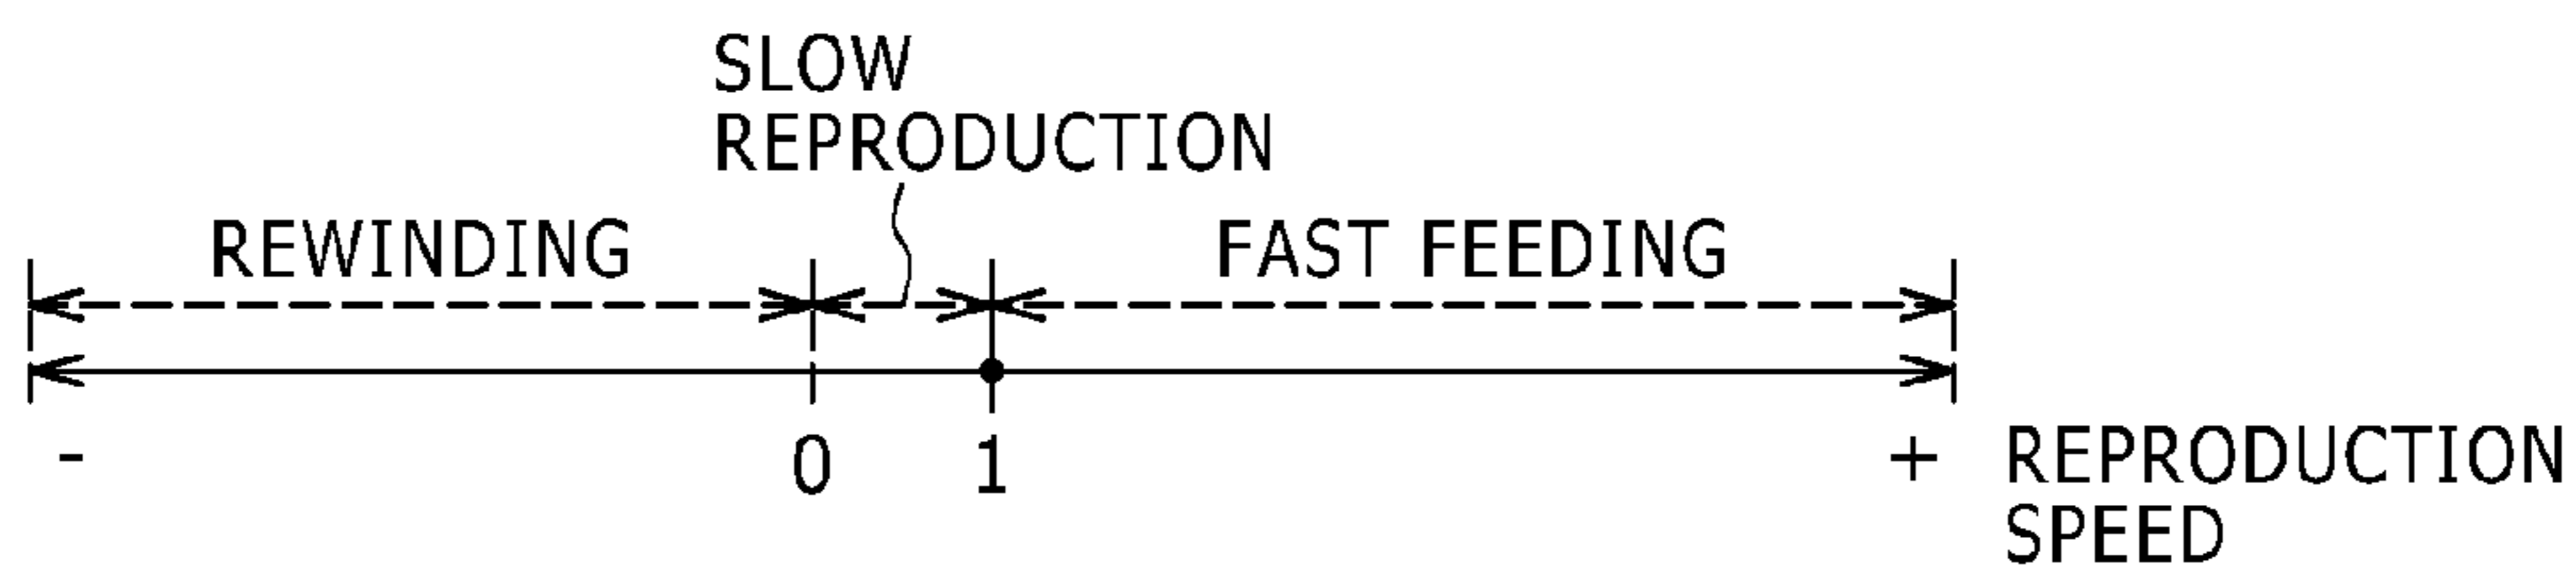 SLOW
REPRODUCTION
REWINDING
FAST FEEDING
- 0 1 + REPRODUCTION
SPEED